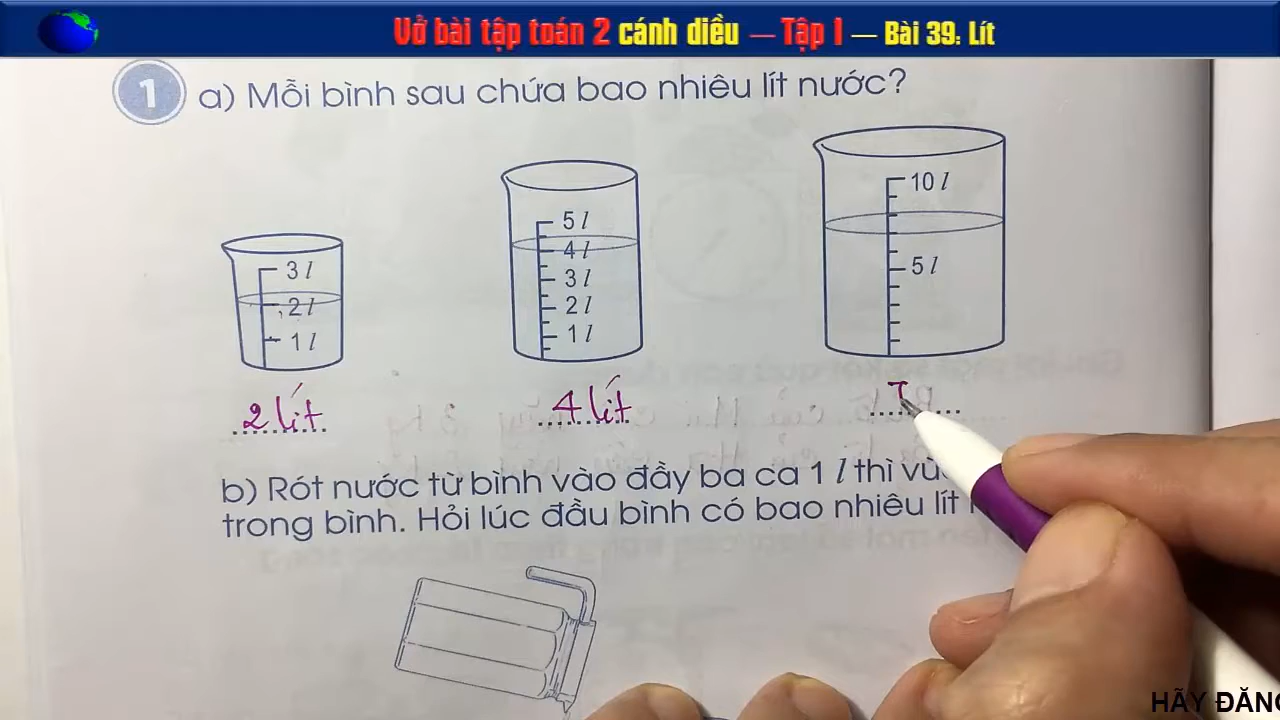 Vở bài tập toán 2 cánh diều – Tập 1 – Bài 39: Lít
1 a) Mỗi bình sau chứa bao nhiêu lít nước?
3 l
2 l
1 l
5 l
4 l
3 l
2 l
1 l
10 l
5 l
2 lít
4 lít
b) Rót nước từ bình vào đầy ba ca 1 l thì
trong bình. Hỏi lúc đầu bình có bao nhiêu lít
HÃY ĐĂNG